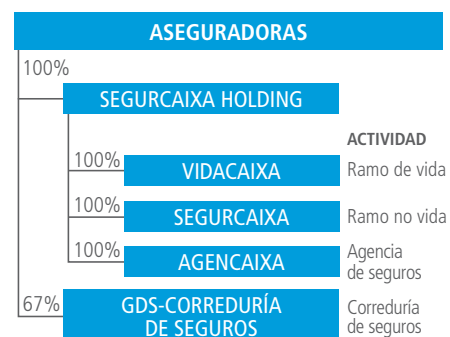 ASEGURADORAS
100%
SEGURCAIXA HOLDING
ACTIVIDAD
100%
VIDACAIXA
Ramo de vida
100%
SEGURCAIXA
Ramo no vida
100%
AGENCAIXA
Agencia
de seguros
67%
GDS-CORREDURÍA
DE SEGUROS
Correduría
de seguros